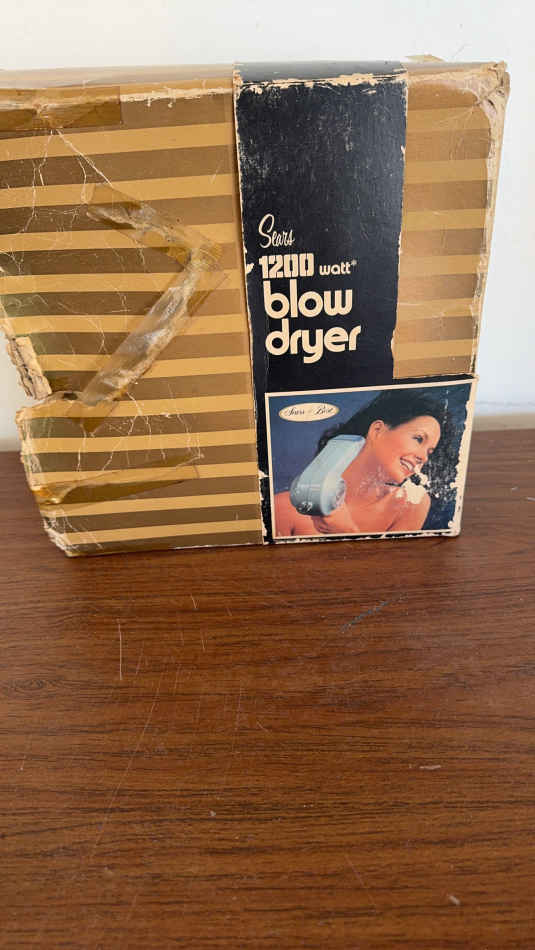 Sears
1200 watt*
blow
dryer
Sears Best